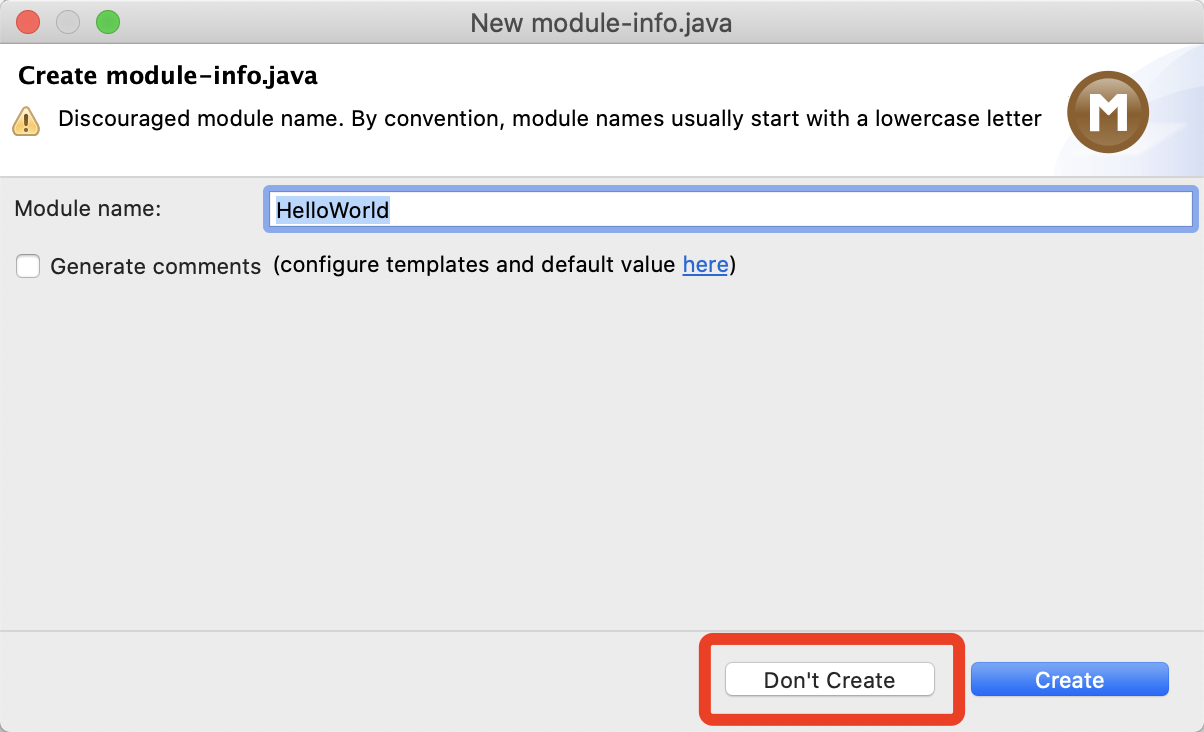 New module-info.java
Create module-info.java
Discouraged module name. By convention, module names usually start with a lowercase letter
M
Module name:
HelloWorld
Generate comments (configure templates and default value here)
Don't Create
Create